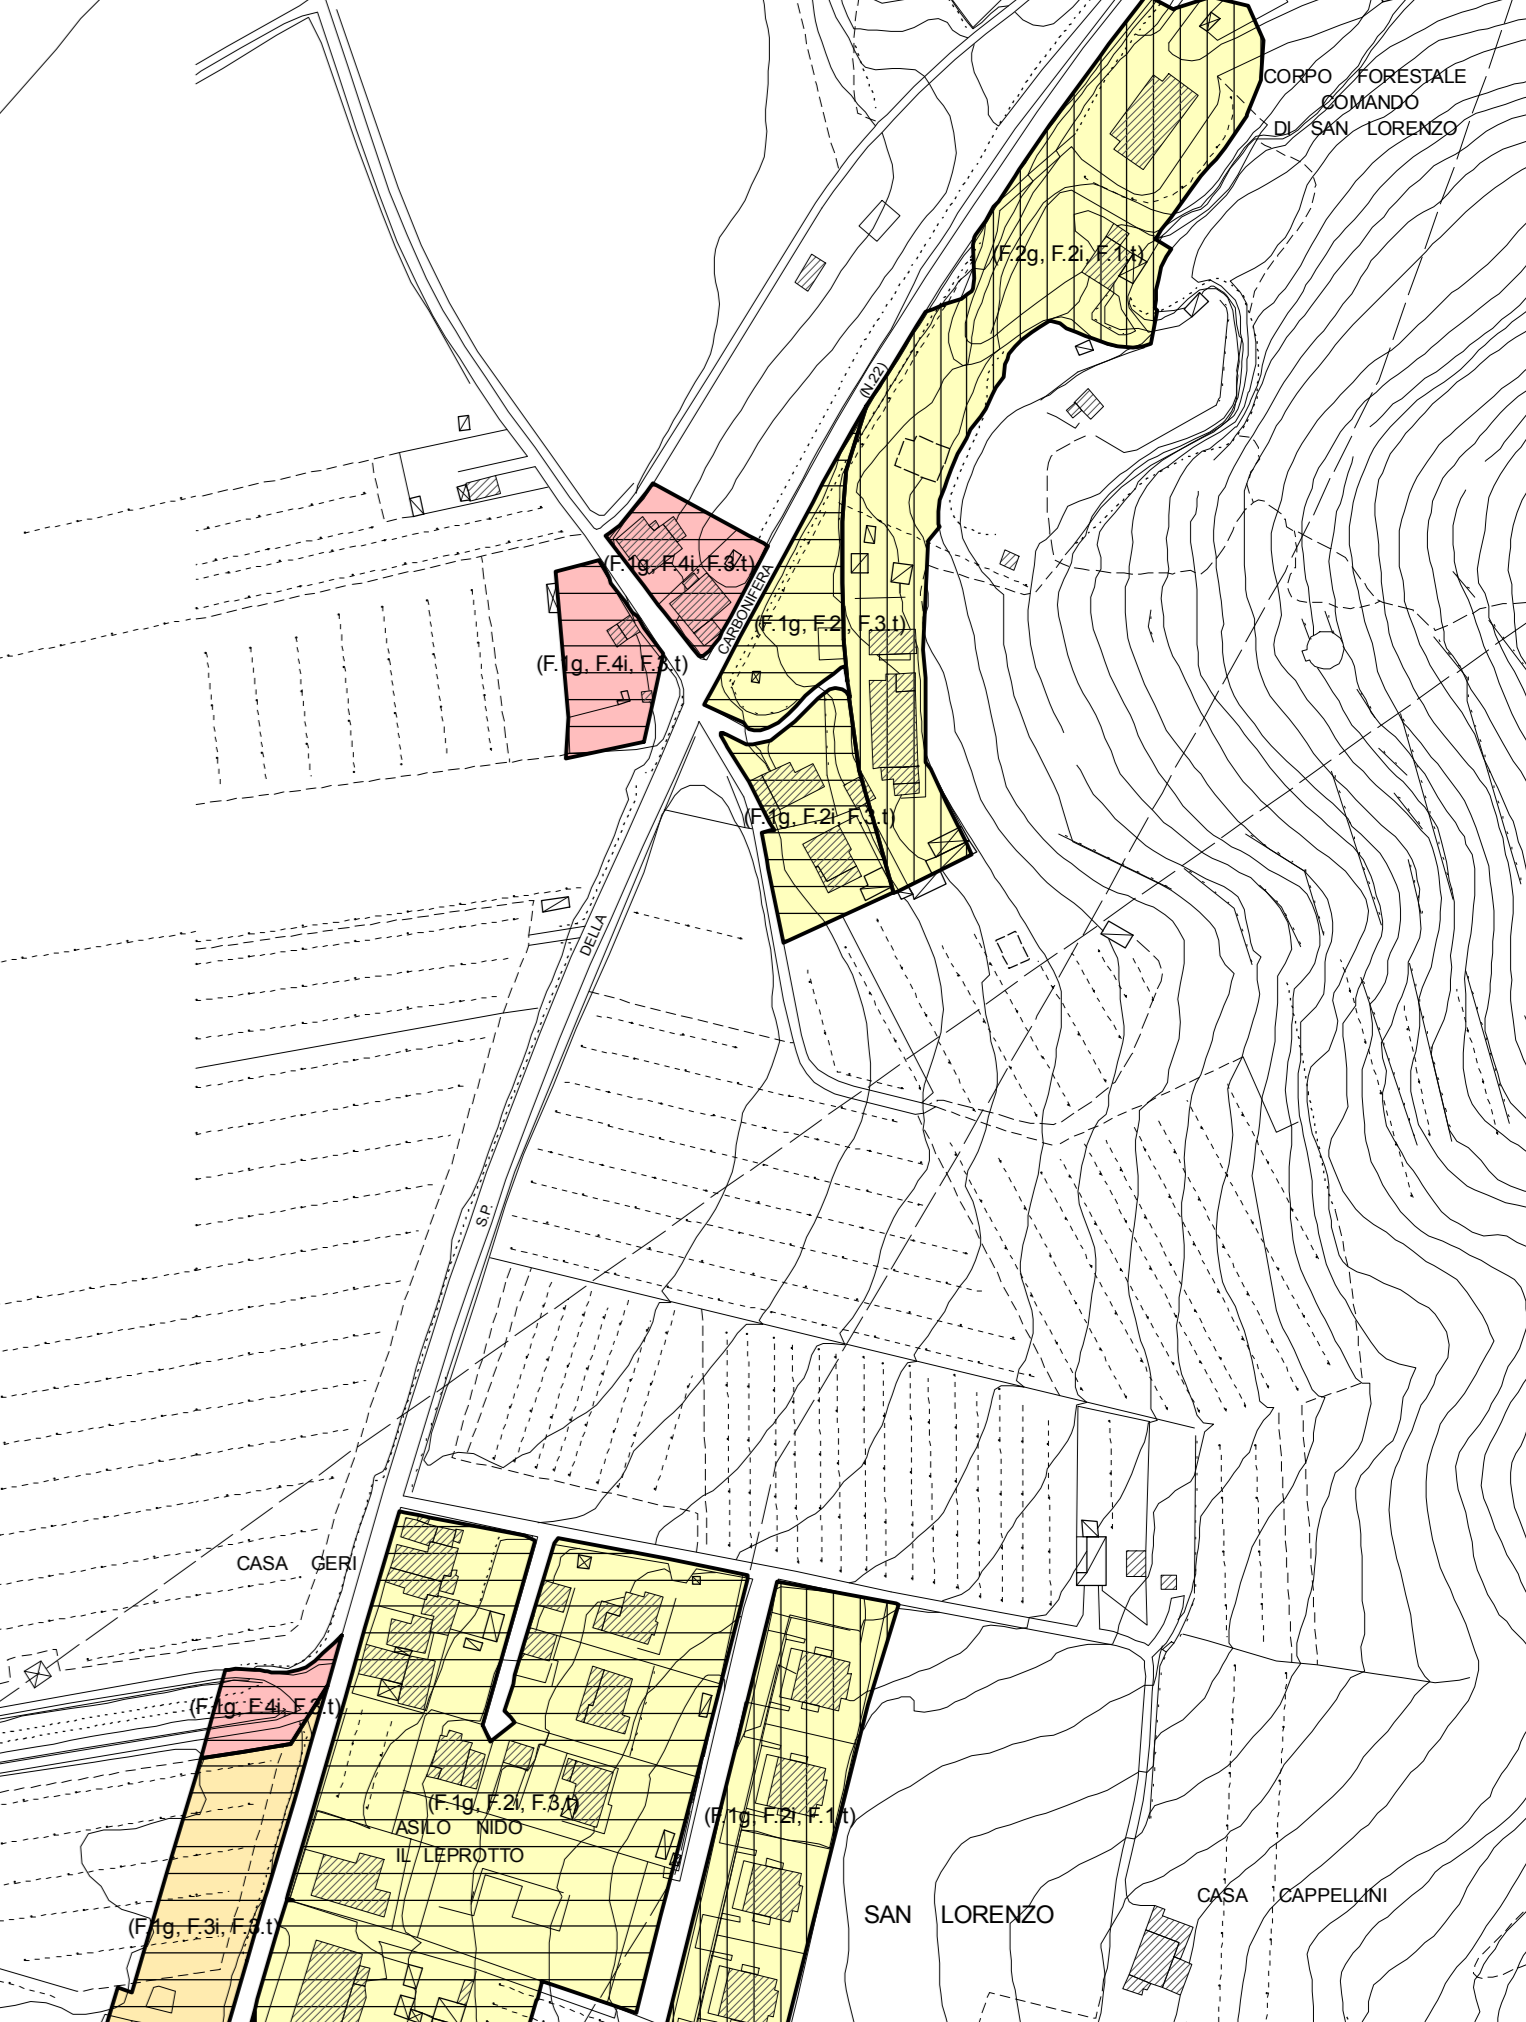 CORPO FORESTALE
COMANDO
DI SAN LORENZO
(F.2g, F.2i, F.1.t)
(N.22)
(F.1g, F.4i, F.3.t)
CARBONIFERA
(F.1g, F.2i, F.3.t)
(F.1g, F.4i, F.3.t)
(F.1g, F.2i, F.3.t)
DELLA
S.P.
CASA GERI
(F.1g, F.4i, F.3.t)
(F.1g, F.2i, F.3.t)
ASILO NIDO
IL LEPROTTO
(F.1g, F.2i, F.1.t)
CASA CAPPELLINI
SAN LORENZO
(F.1g, F.3i, F.3.t)